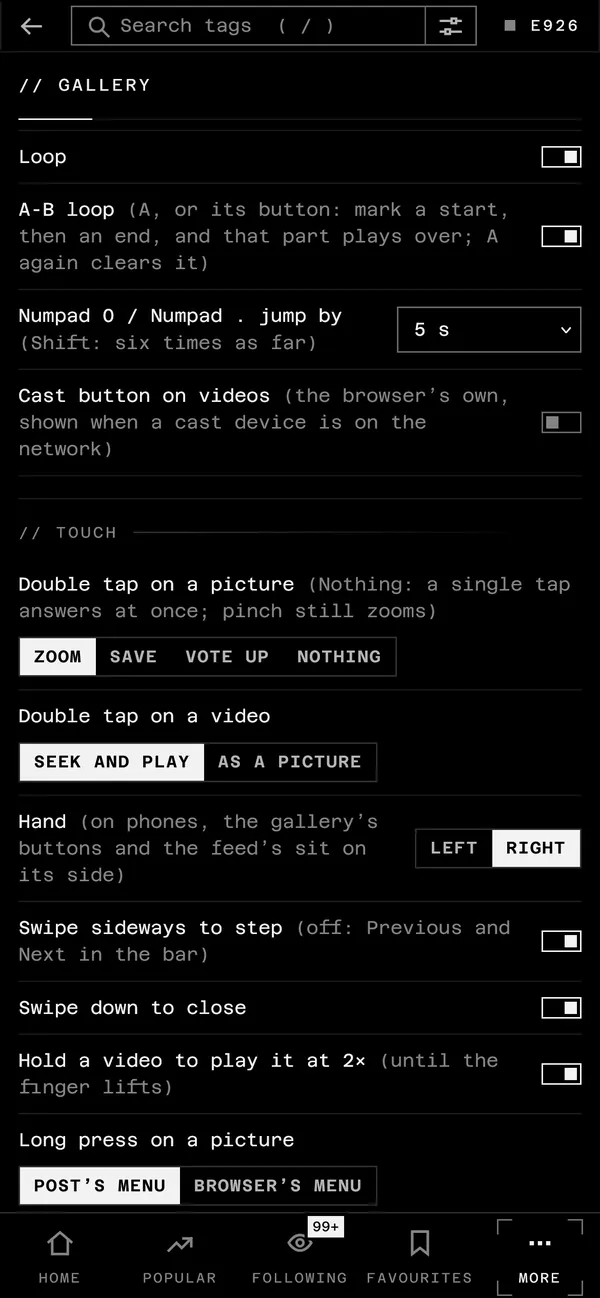 Search tags ( / )
E926
// GALLERY
Loop
A-B loop (A, or its button: mark a start,
then an end, and that part plays over; A
again clears it)
Numpad 0 / Numpad . jump by
(Shift: six times as far)
5 s
Cast button on videos (the browser’s own,
shown when a cast device is on the
network)
// TOUCH
Double tap on a picture (Nothing: a single tap
answers at once; pinch still zooms)
ZOOM SAVE VOTE UP NOTHING
Double tap on a video
SEEK AND PLAY AS A PICTURE
Hand (on phones, the gallery’s
buttons and the feed’s sit on
its side)
LEFT RIGHT
Swipe sideways to step (off: Previous and
Next in the bar)
Swipe down to close
Hold a video to play it at 2× (until the
finger lifts)
Long press on a picture
POST’S MENU BROWSER’S MENU
99+
HOME POPULAR FOLLOWING FAVOURITES MORE